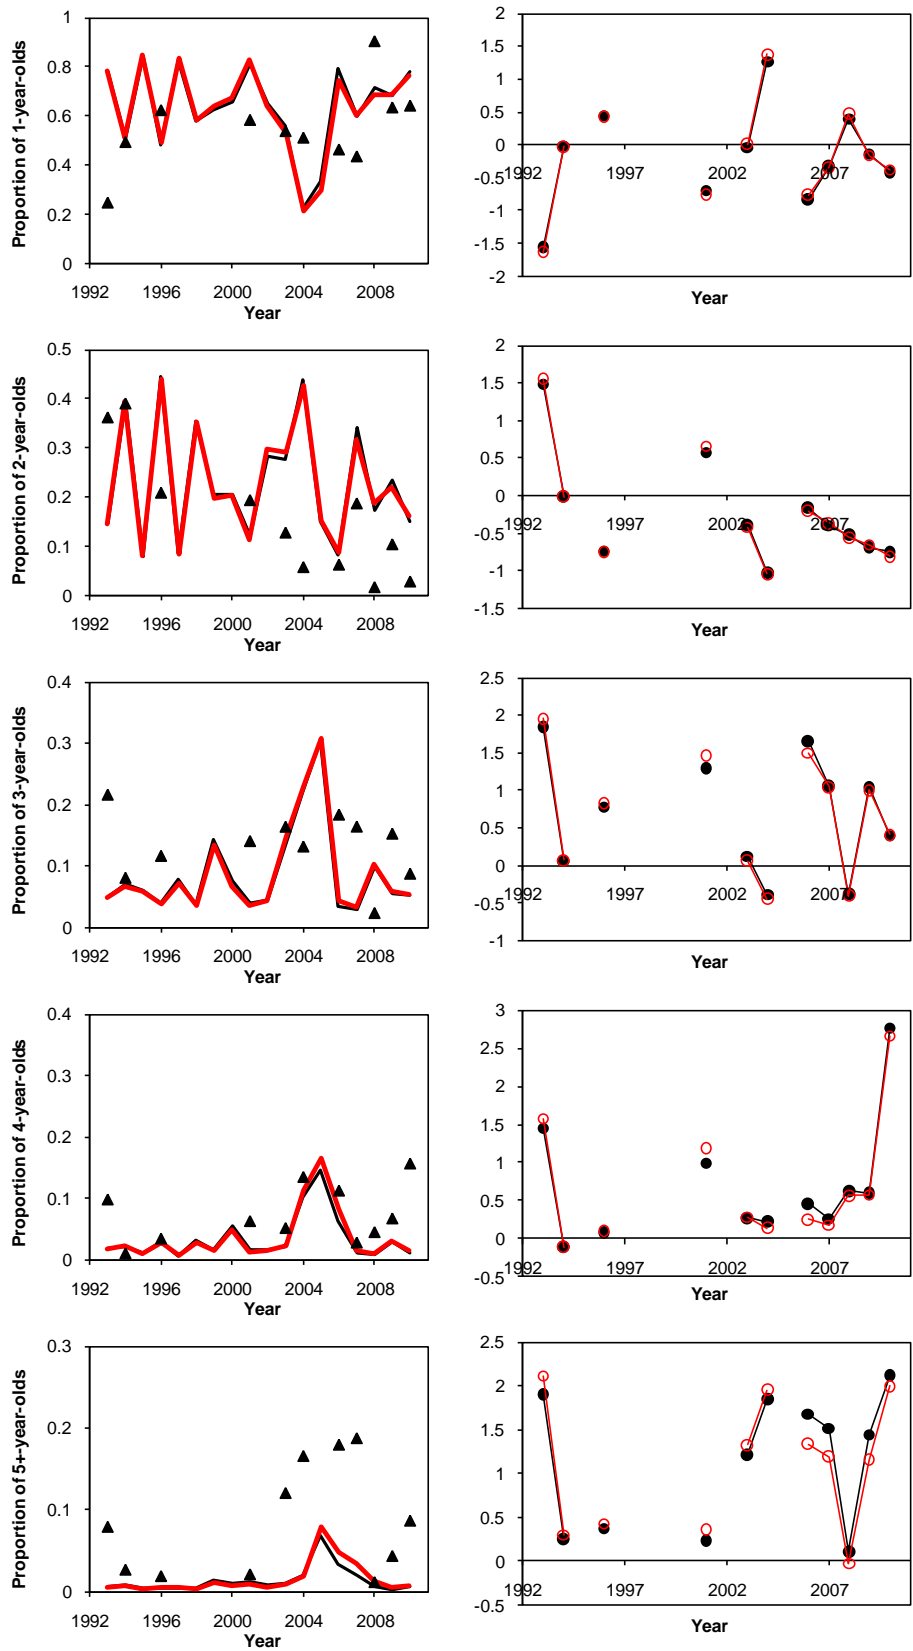 Proportion of 1-year-olds
1
0.8
0.6
0.4
0.2
0
1992 1996 2000 2004 2008
Year
2
1.5
1
0.5
0
-0.5
-1
-1.5
-2
1992 1997 2002 2007
Year
Proportion of 2-year-olds
0.5
0.4
0.3
0.2
0.1
0
1992 1996 2000 2004 2008
Year
2
1.5
1
0.5
0
-0.5
-1
-1.5
1992 1997 2002 2007
Year
Proportion of 3-year-olds
0.4
0.3
0.2
0.1
0
1992 1996 2000 2004 2008
Year
2.5
2
1.5
1
0.5
0
-0.5
-1
1992 1997 2002 2007
Year
Proportion of 4-year-olds
0.4
0.3
0.2
0.1
0
1992 1996 2000 2004 2008
Year
3
2.5
2
1.5
1
0.5
0
-0.5
1992 1997 2002 2007
Year
Proportion of 5+-year-olds
0.3
0.2
0.1
0
1992 1996 2000 2004 2008
Year
2.5
2
1.5
1
0.5
0
-0.5
1992 1997 2002 2007
Year